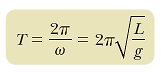 T = 2π/ω = 2π√(L/g)